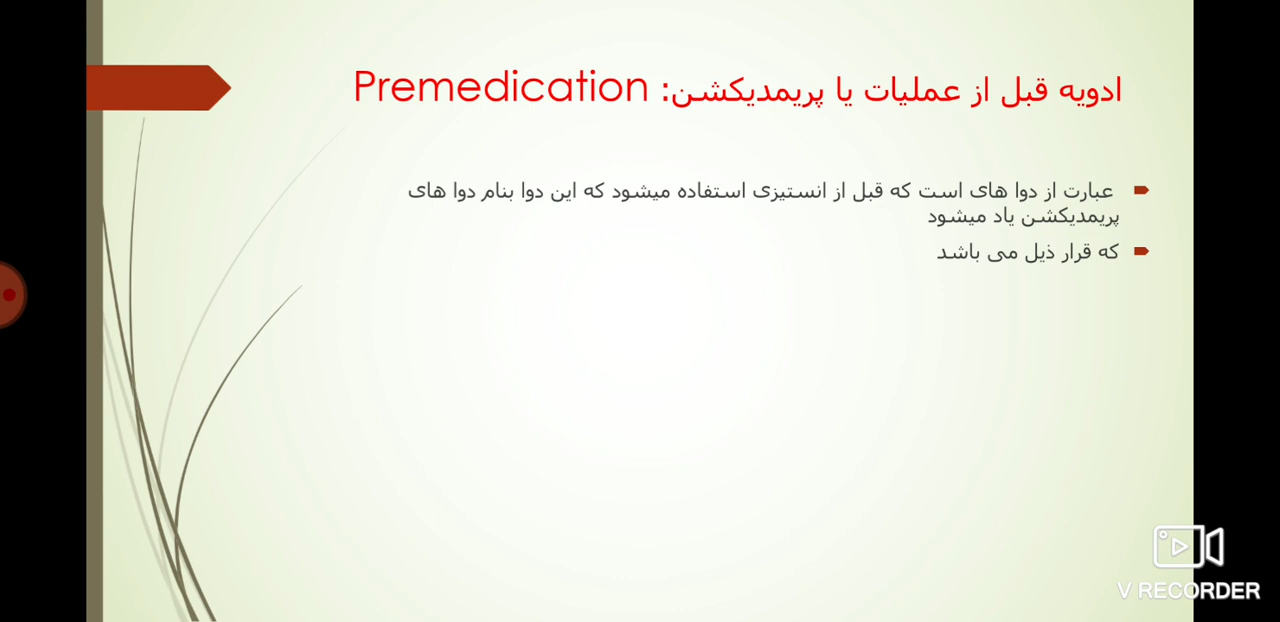 ادویه قبل از عملیات یا پریمدیکشن: Premedication
عبارت از دوا های است که قبل از انستیزی استفاده میشود که این دوا بنام دوا های
پریمدیکشن یاد میشود
که قرار ذیل می باشد
V RECORDER